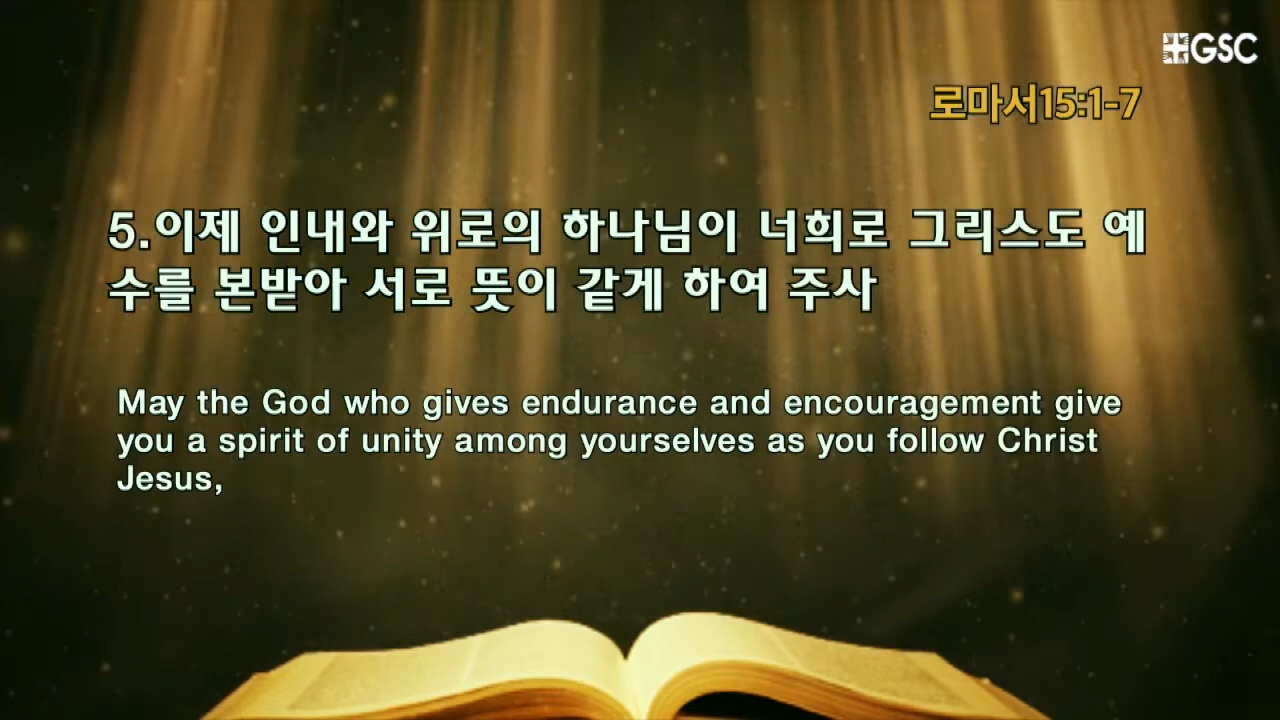 GSC
로마서15:1-7
5.이제 인내와 위로의 하나님이 너희로 그리스도 예
수를 본받아 서로 뜻이 같게 하여 주사
May the God who gives endurance and encouragement give
you a spirit of unity among yourselves as you follow Christ
Jesus,